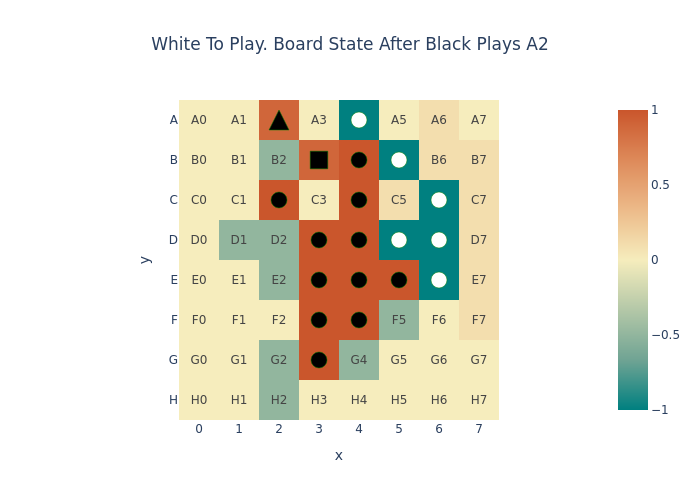 White To Play. Board State After Black Plays A2
A A0 A1 A3 A5 A6 A7
B B0 B1 B2 B6 B7
C C0 C1 C3 C5 C7
D D0 D1 D2 D7
E E0 E1 E2 E7
F F0 F1 F2 F5 F6 F7
G G0 G1 G2 G4 G5 G6 G7
H H0 H1 H2 H3 H4 H5 H6 H7
0 1 2 3 4 5 6 7
x
y
1
0.5
0
−0.5
−1